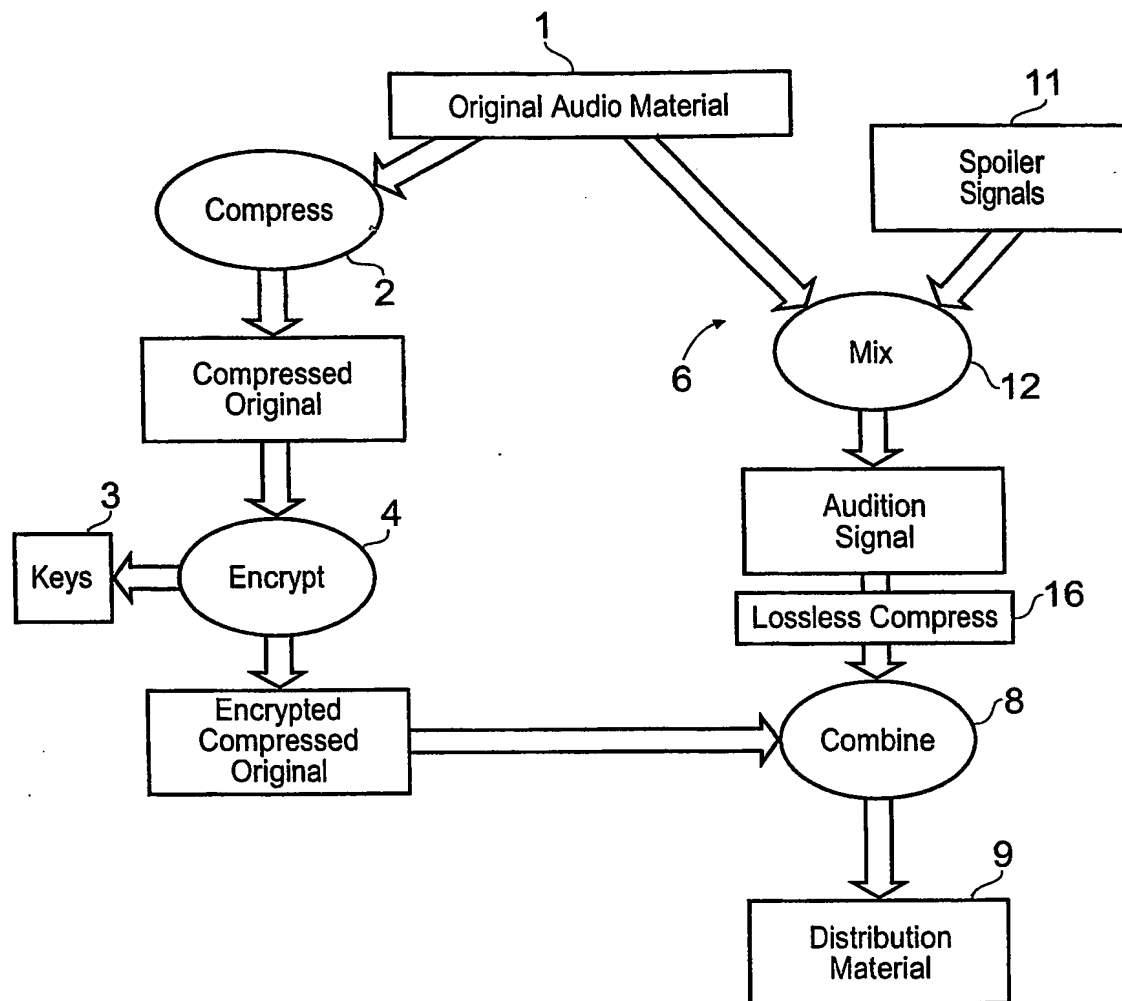 1
Original Audio Material
11
Spoiler
Signals
Compress
2
6
Mix
12
Compressed
Original
3
Keys
4
Encrypt
Audition
Signal
16
Lossless Compress
Encrypted
Compressed
Original
8
Combine
9
Distribution
Material